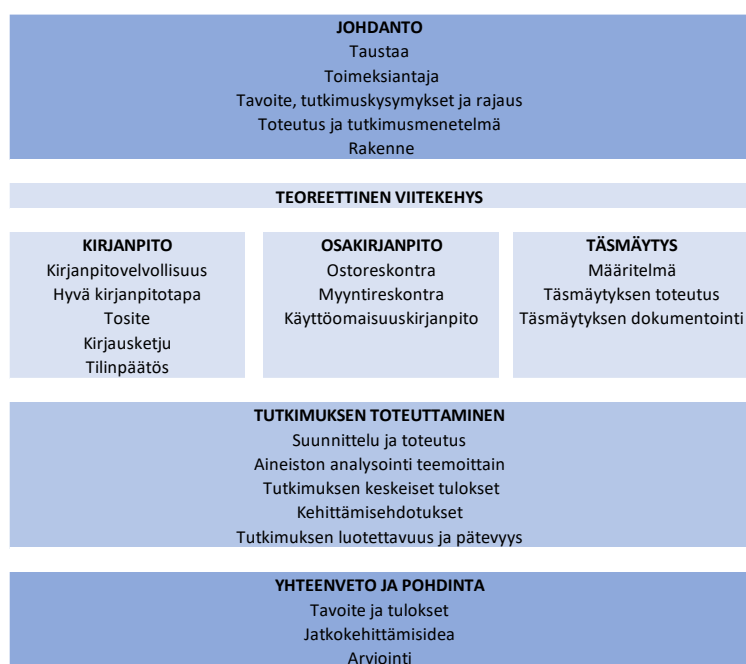 JOHDANTO
Taustaa
Toimeksiantaja
Tavoite, tutkimuskysymykset ja rajaus
Toteutus ja tutkimusmenetelmä
Rakenne
TEOREETTINEN VIITEKEHYS
KIRJANPITO
Kirjanpitovelvollisuus
Hyvä kirjanpitotapa
Tosite
Kirjausketju
Tilinpäätös
OSAKIRJANPITO
Ostoreskontra
Myyntireskontra
Käyttöomaisuuskirjanpito
TÄSMÄYTYS
Määritelmä
Täsmäytyksen toteutus
Täsmäytyksen dokumentointi
TUTKIMUKSEN TOTEUTTAMINEN
Suunnittelu ja toteutus
Aineiston analysointi teemoittain
Tutkimuksen keskeiset tulokset
Kehittämisehdotukset
Tutkimuksen luotettavuus ja pätevyys
YHTEENVETO JA POHDINTA
Tavoite ja tulokset
Jatkokehittämisidea
Arviointi